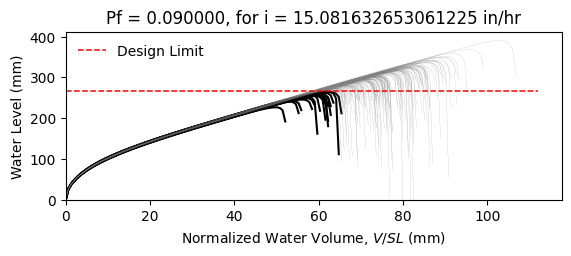 Pf = 0.090000, for i = 15.081632653061225 in/hr
Design Limit
Water Level (mm)
400
300
200
100
0
0 20 40 60 80 100
Normalized Water Volume, V/SL (mm)